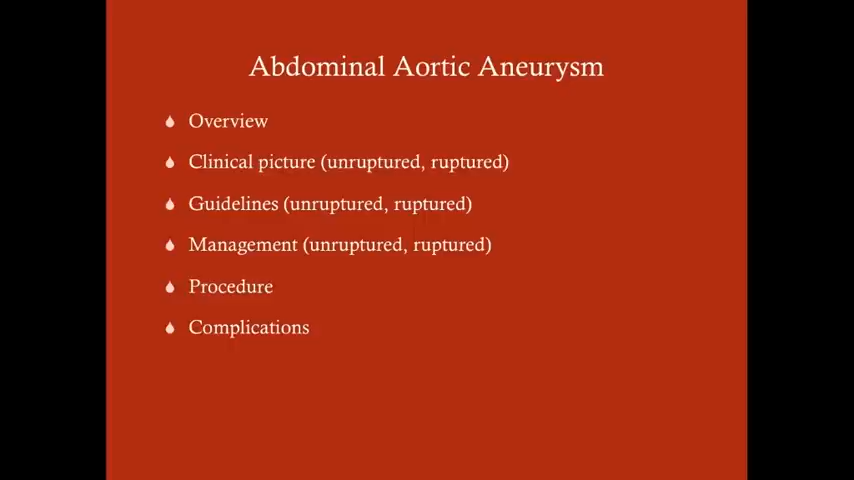 Abdominal Aortic Aneurysm
Overview
Clinical picture (unruptured, ruptured)
Guidelines (unruptured, ruptured)
Management (unruptured, ruptured)
Procedure
Complications